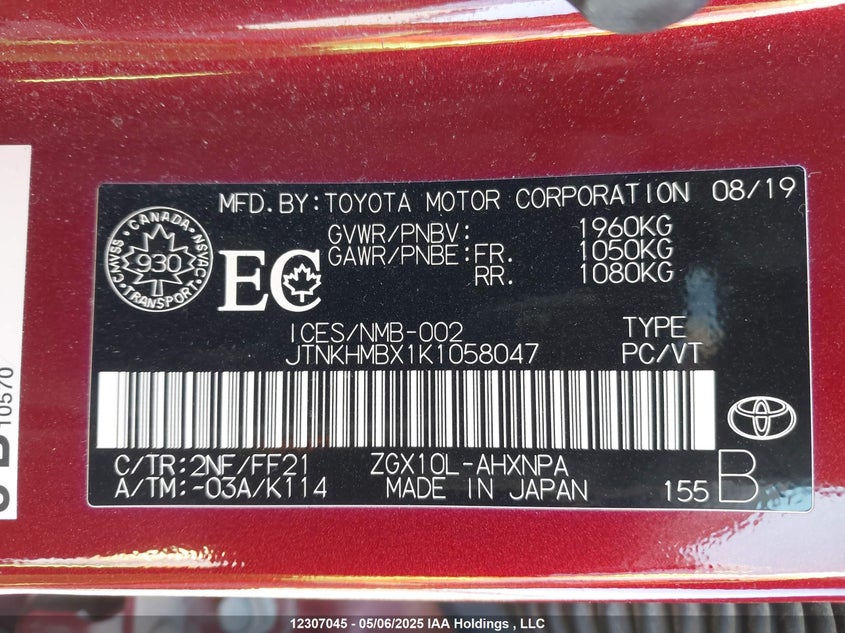 MFD.BY:TOYOTA MOTOR CORPORATION 08/19
GVWR/PNBV: 1960KG
GAWR/PNBE:FR. 1050KG
RR. 1080KG
CANADA
CMVSS
930
NSVAC
TRANSPORT
EC
ICES/NMB-002 TYPE
JTNKHMBX1K1058047 PC/VT
C/TR:2NF/FF21 ZGX10L-AHXNPA
A/TM:-03A/K114 MADE IN JAPAN 155 B
10570
12307045 - 05/06/2025 IAA Holdings , LLC